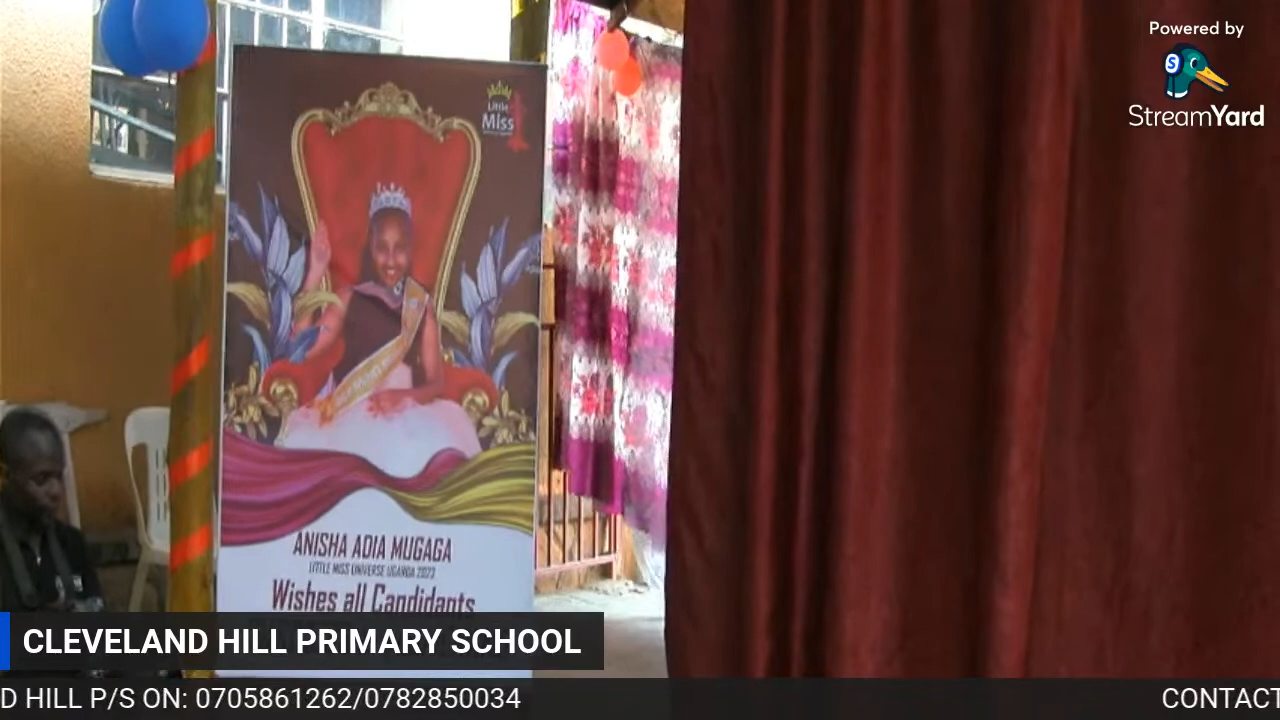 Powered by
StreamYard
Little
Miss
ANISHA ADIA MUGAGA
LITTLE MISS UNIVERSE UGANDA 2022
Wishes all Candidants
CLEVELAND HILL PRIMARY SCHOOL
D HILL P/S ON: 0705861262/0782850034
CONTACT